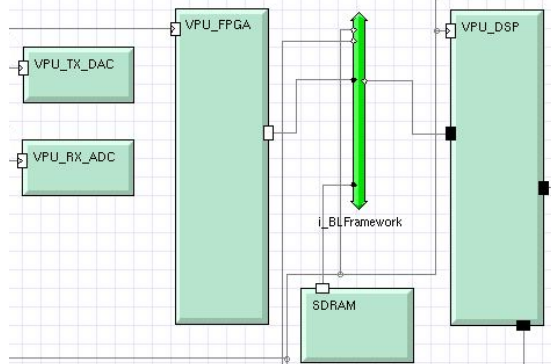 VPU_FPGA
VPU_DSP
VPU_TX_DAC
VPU_RX_ADC
i_BLFramework
SDRAM